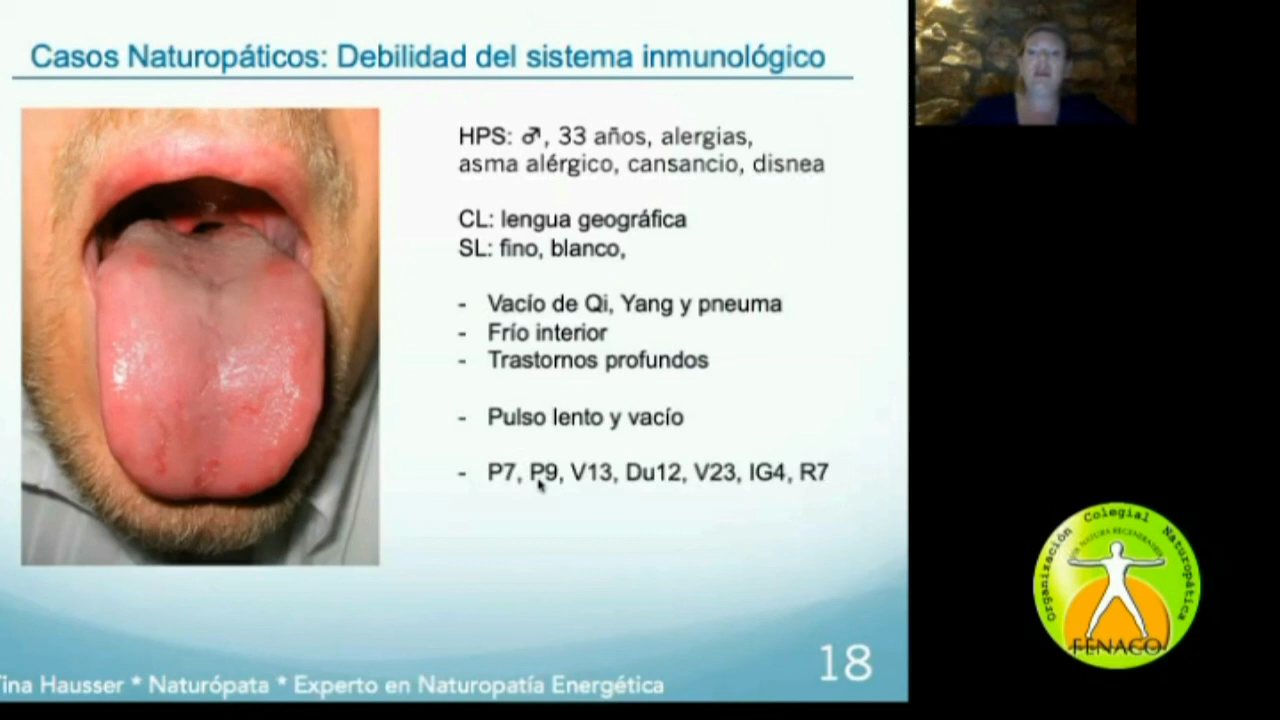 Casos Naturopáticos: Debilidad del sistema inmunológico
HPS: ♂, 33 años, alergias,
asma alérgico, cansancio, disnea
CL: lengua geográfica
SL: fino, blanco,
- Vacío de Qi, Yang y pneuma
- Frío interior
- Trastornos profundos
- Pulso lento y vacío
- P7, P9, V13, Du12, V23, IG4, R7
18
Tina Hausser * Naturópata * Experto en Naturopatía Energética
Organización Colegial Naturopática
FENACO